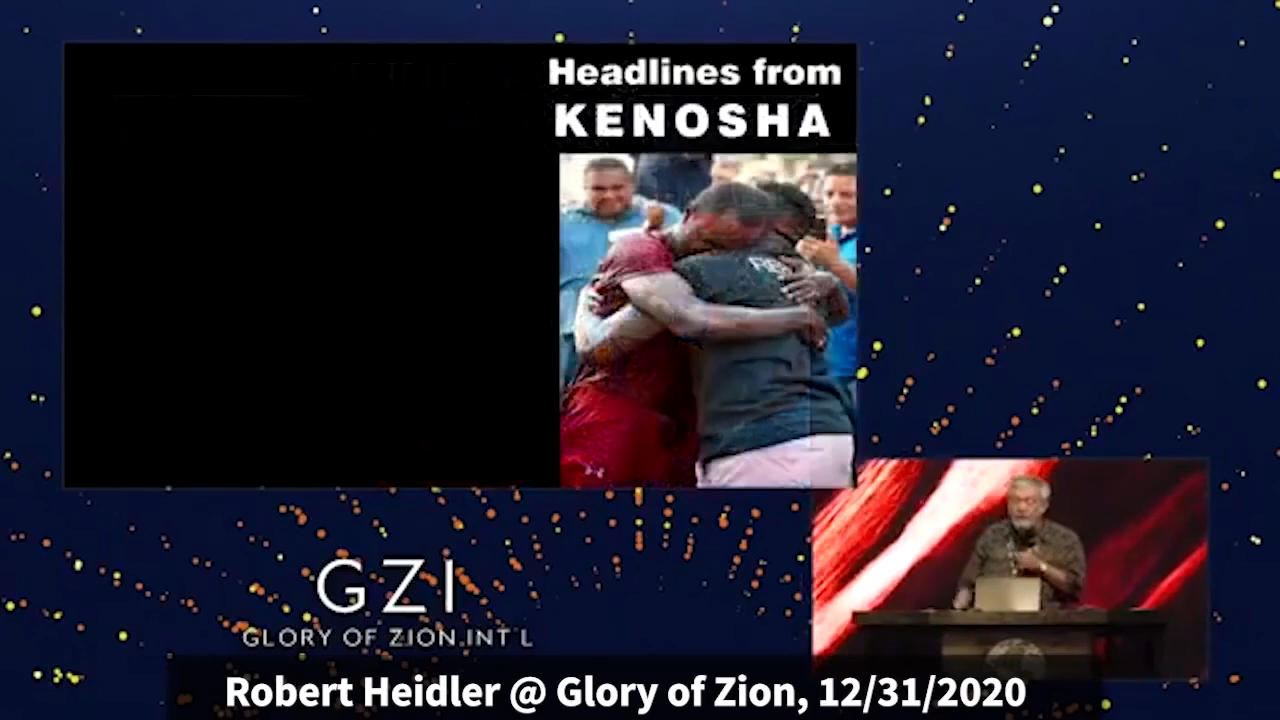 Headlines from
KENOSHA
GZI
GLORY OF ZION INT'L
Robert Heidler @ Glory of Zion, 12/31/2020